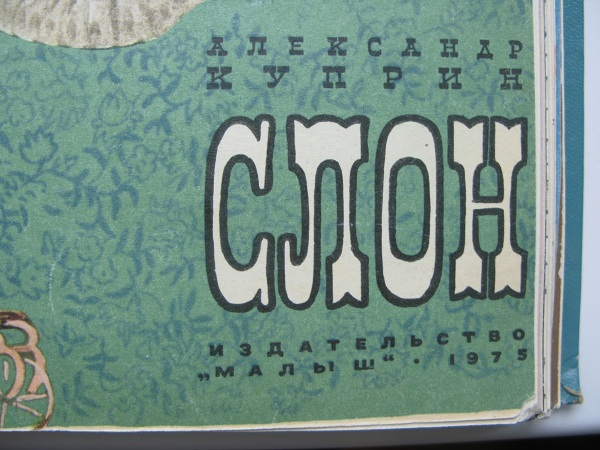 АЛЕКСАНДР
КУПРИН
СЛОН
ИЗДАТЕЛЬСТВО
„МАЛЫШ“ · 1975